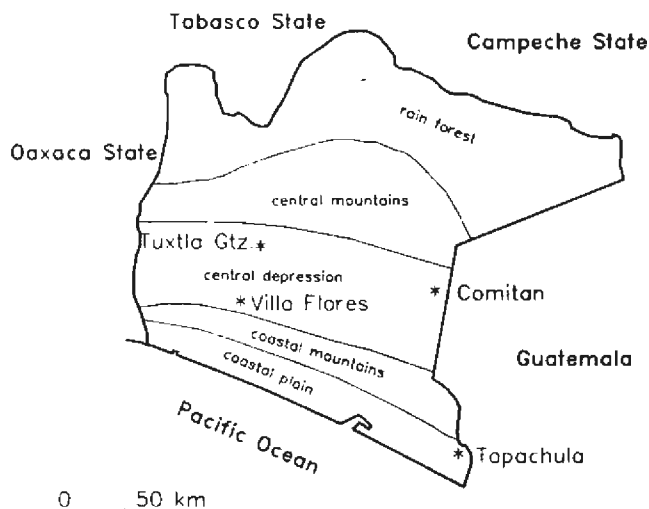 Tabasco State
Campeche State
rain forest
Oaxaca State
central mountains
Tuxtla Gtz.
central depression
Comitan
Villa Flores
coastal mountains
Guatemala
coastal plain
Pacific Ocean
Tapachula
0 50 km